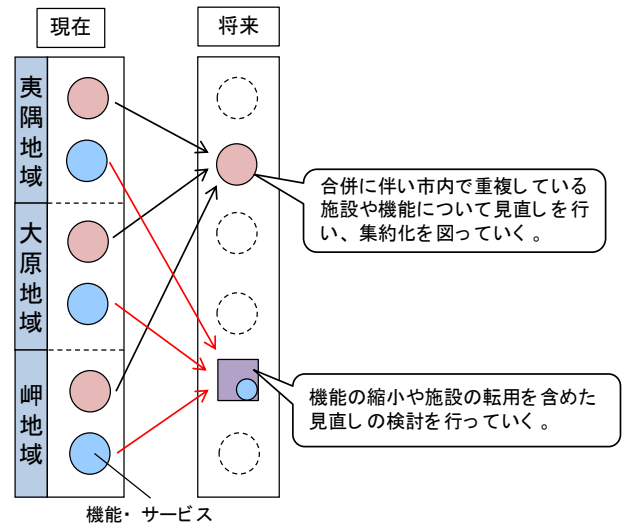 現在
将来
夷隅地域
大原地域
岬地域
合併に伴い市内で重複している
施設や機能について見直しを行
い、集約化を図っていく。
機能の縮小や施設の転用を含めた
見直しの検討を行っていく。
機能・サービス